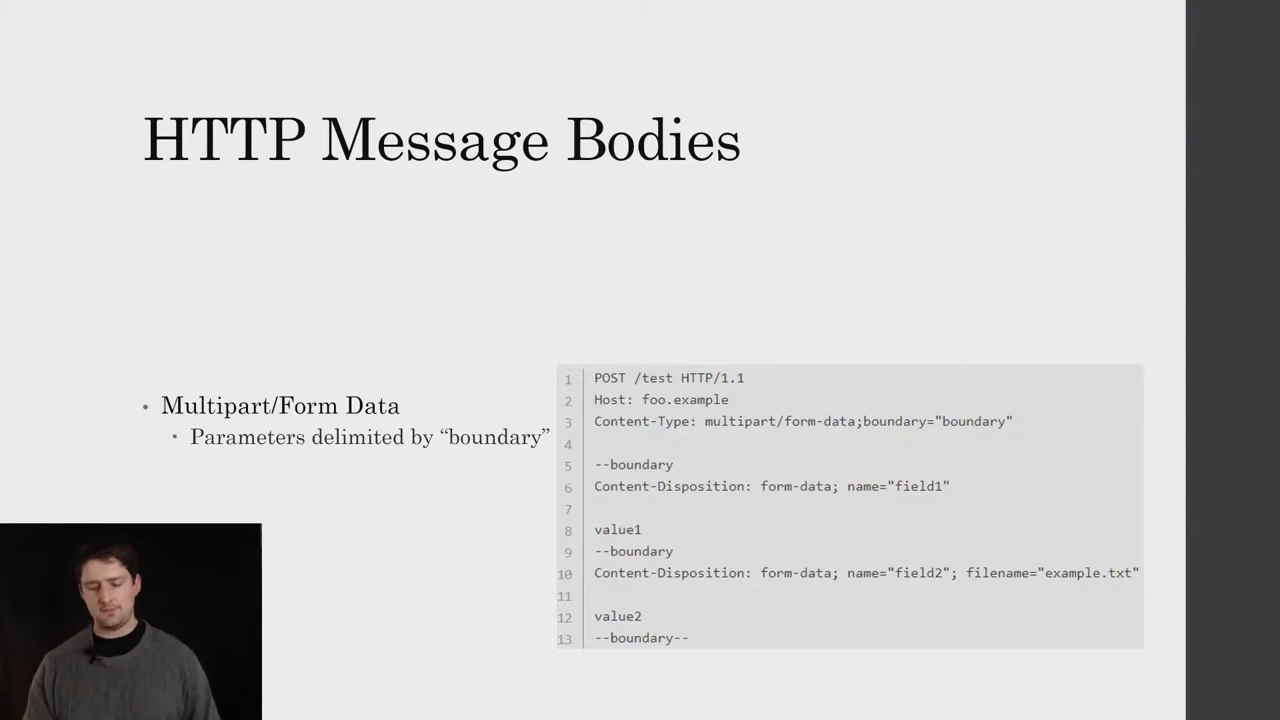 HTTP Message Bodies
• Multipart/Form Data
• Parameters delimited by “boundary”
1 POST /test HTTP/1.1
2 Host: foo.example
3 Content-Type: multipart/form-data;boundary="boundary"
4
5 --boundary
6 Content-Disposition: form-data; name="field1"
7
8 value1
9 --boundary
10 Content-Disposition: form-data; name="field2"; filename="example.txt"
11
12 value2
13 --boundary--